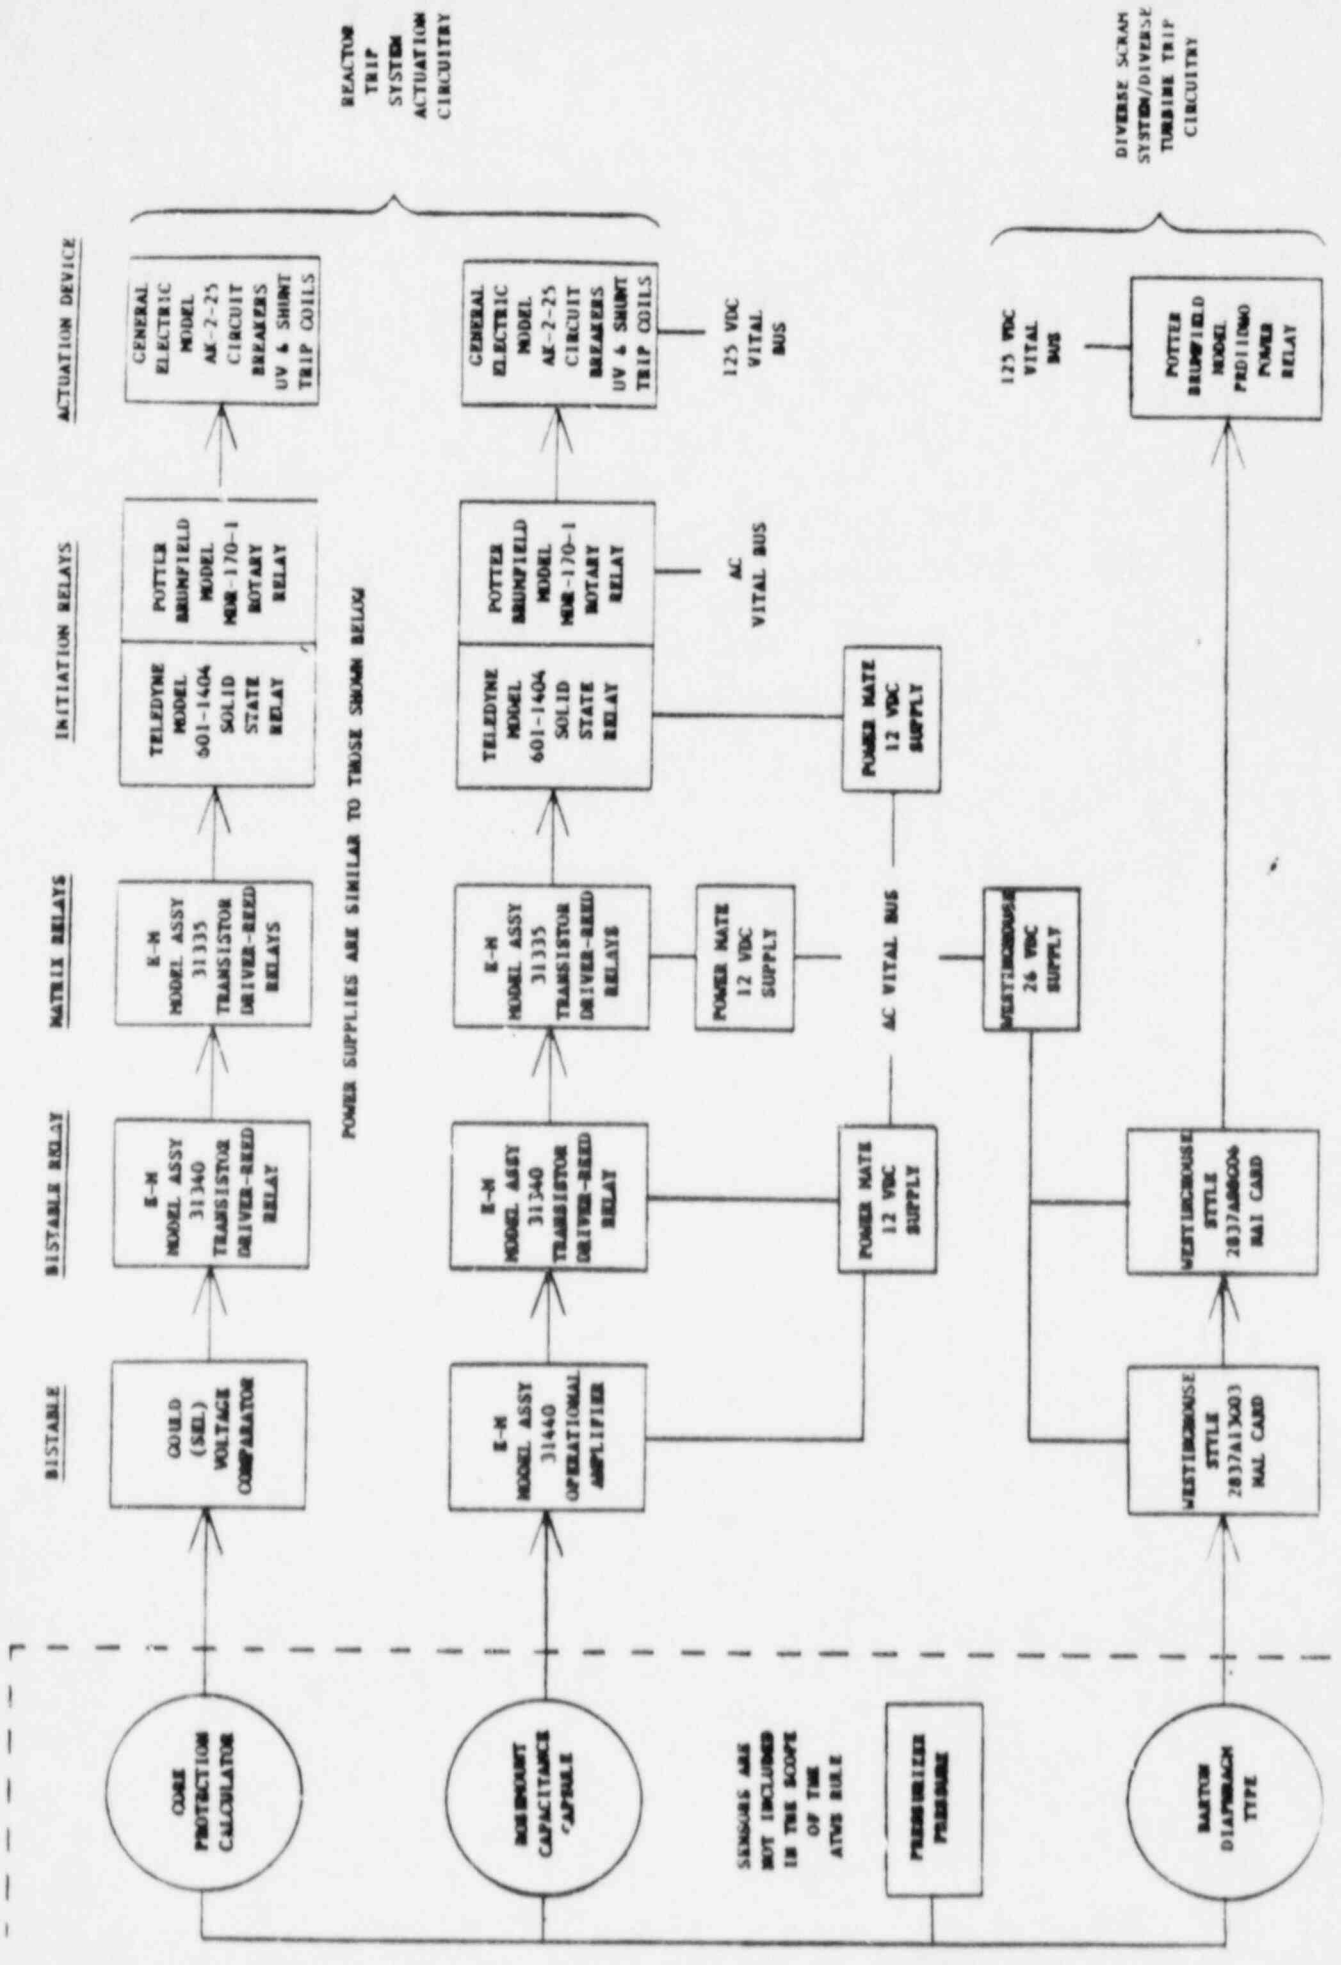 BISTABLE
BISTABLE RELAY
MATRIX RELAYS
INITIATION RELAYS
ACTUATION DEVICE
CORE
PROTECTION
CALCULATOR
GOULD
(SEL)
VOLTAGE
COMPARATOR
E-M
MODEL ASSY
31340
TRANSISTOR
DRIVER-REED
RELAY
E-M
MODEL ASSY
31335
TRANSISTOR
DRIVER-REED
RELAYS
TELEDYNE
MODEL
601-1404
SOLID
STATE
RELAY
POTTER
BRUMFIELD
MODEL
MDR-170-1
ROTARY
RELAY
GENERAL
ELECTRIC
MODEL
AK-2-25
CIRCUIT
BREAKERS
UV & SHUNT
TRIP COILS
REACTOR
TRIP
SYSTEM
ACTUATION
CIRCUITRY
POWER SUPPLIES ARE SIMILAR TO THOSE SHOWN BELOW
ROSEMOUNT
CAPACITANCE
CAPSULE
E-M
MODEL ASSY
31440
OPERATIONAL
AMPLIFIER
E-M
MODEL ASSY
31340
TRANSISTOR
DRIVER-REED
RELAY
E-M
MODEL ASSY
31335
TRANSISTOR
DRIVER-REED
RELAYS
TELEDYNE
MODEL
601-1404
SOLID
STATE
RELAY
POTTER
BRUMFIELD
MODEL
MDR-170-1
ROTARY
RELAY
GENERAL
ELECTRIC
MODEL
AK-2-25
CIRCUIT
BREAKERS
UV & SHUNT
TRIP COILS
SENSORS ARE
NOT INCLUDED
IN THE SCOPE
OF THE
ATWS RULE
POWER MATE
12 VDC
SUPPLY
AC
VITAL BUS
125 VDC
VITAL
BUS
POWER MATE
12 VDC
SUPPLY
AC VITAL BUS
POWER MATE
12 VDC
SUPPLY
PRESSURIZER
PRESSURE
WESTINGHOUSE
26 VDC
SUPPLY
125 VDC
VITAL
BUS
BARTON
DIAPHRAGM
TYPE
WESTINGHOUSE
STYLE
2837A13G03
NAL CARD
WESTINGHOUSE
STYLE
NAI CARD
POTTER
BRUMFIELD
MODEL
POWER
RELAY
DIVERSE SCRAM
SYSTEM/DIVERSE
TURBINE TRIP
CIRCUITRY